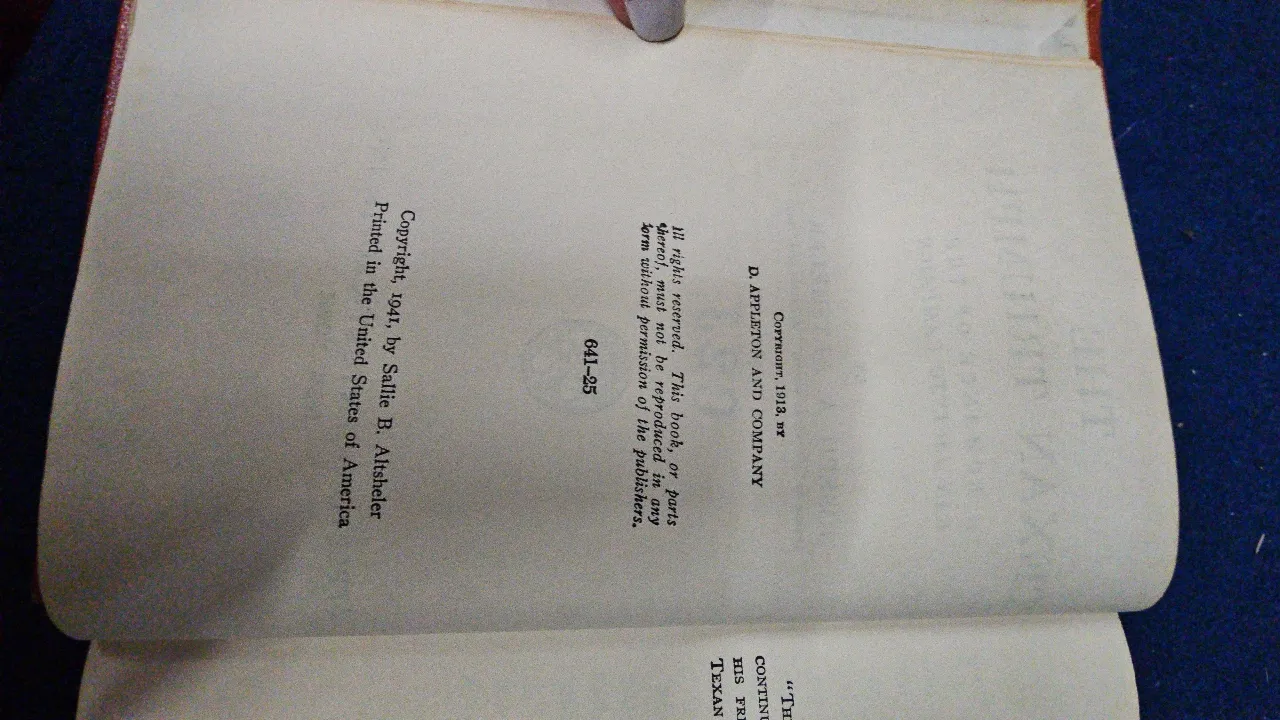 COPYRIGHT, 1913, BY
D. APPLETON AND COMPANY
All rights reserved. This book, or parts
thereof, must not be reproduced in any
form without permission of the publishers.
641–25
Copyright, 1941, by Sallie B. Altsheler
Printed in the United States of America
"TH
CONTINU
HIS FRI
TEXAN